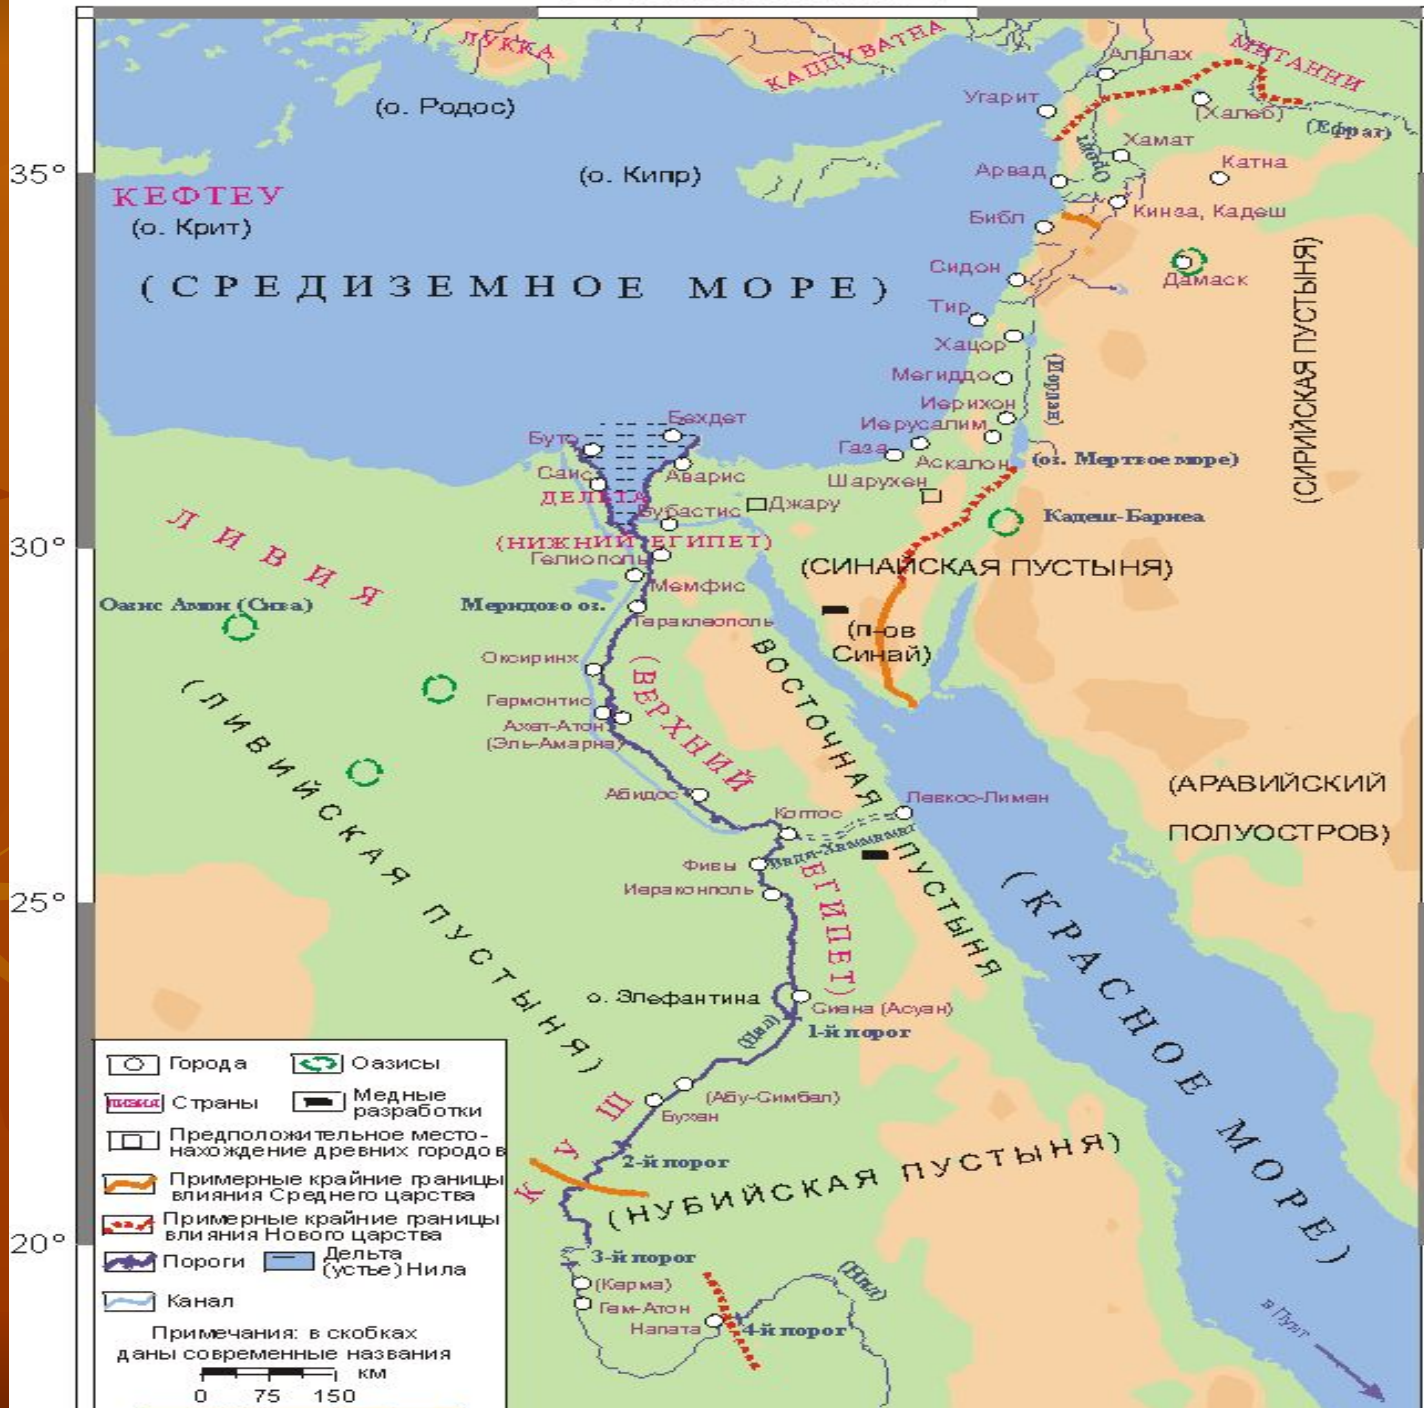 ЛУККА
КАЦЦУВАТНА
МИТАННИ
Алалах
(о. Родос)
Угарит
(Халеб)
(Ефрат)
Хамат
Оронт
35°
(о. Кипр)
Арвад
Катна
КЕФТЕУ
(о. Крит)
Библ
Кинза, Кадеш
(СРЕДИЗЕМНОЕ МОРЕ)
Сидон
Дамаск
(СИРИЙСКАЯ ПУСТЫНЯ)
Тир
Хацор
Мегиддо
(Иордан)
Иерихон
Иерусалим
Бехдет
Буто
Газа
Аскалон
(оз. Мертвое море)
Саис
Аварис
Шарухен
ДЕЛЬТА
Джару
Бубастис
Кадеш-Барнеа
ЛИВИЯ
30°
(НИЖНИЙ ЕГИПЕТ)
Гелиополь
(СИНАЙСКАЯ ПУСТЫНЯ)
Мемфис
Оазис Амон (Сива)
Меридово оз.
Гераклеополь
(п-ов
Синай)
Оксиринх
(ВЕРХНИЙ
ВОСТОЧНАЯ
(ЛИВИЙСКАЯ ПУСТЫНЯ)
Гермонтис
Ахет-Атон
(Эль-Амарна)
(АРАВИЙСКИЙ
ПОЛУОСТРОВ)
Абидос
Левкос-Лимен
Коптос
Вади-Хаммамат
ПУСТЫНЯ
Фивы
ЕГИПЕТ)
Иераконполь
25°
(КРАСНОЕ МОРЕ)
о. Элефантина
Сиена (Асуан)
(Нил)
1-й порог
(Абу-Симбел)
Бухен
КУШ
2-й порог
(НУБИЙСКАЯ ПУСТЫНЯ)
20°
3-й порог
(Керма)
(Нил)
Гем-Атон
Напата
4-й порог
в Пунт
Города
Оазисы
ЛИВИЯ
Страны
Медные
разработки
Предположительное место-
нахождение древних городов
Примерные крайние границы
влияния Среднего царства
Примерные крайние границы
влияния Нового царства
Пороги
Дельта
(устье) Нила
Канал
Примечания: в скобках
даны современные названия
км
0 75 150